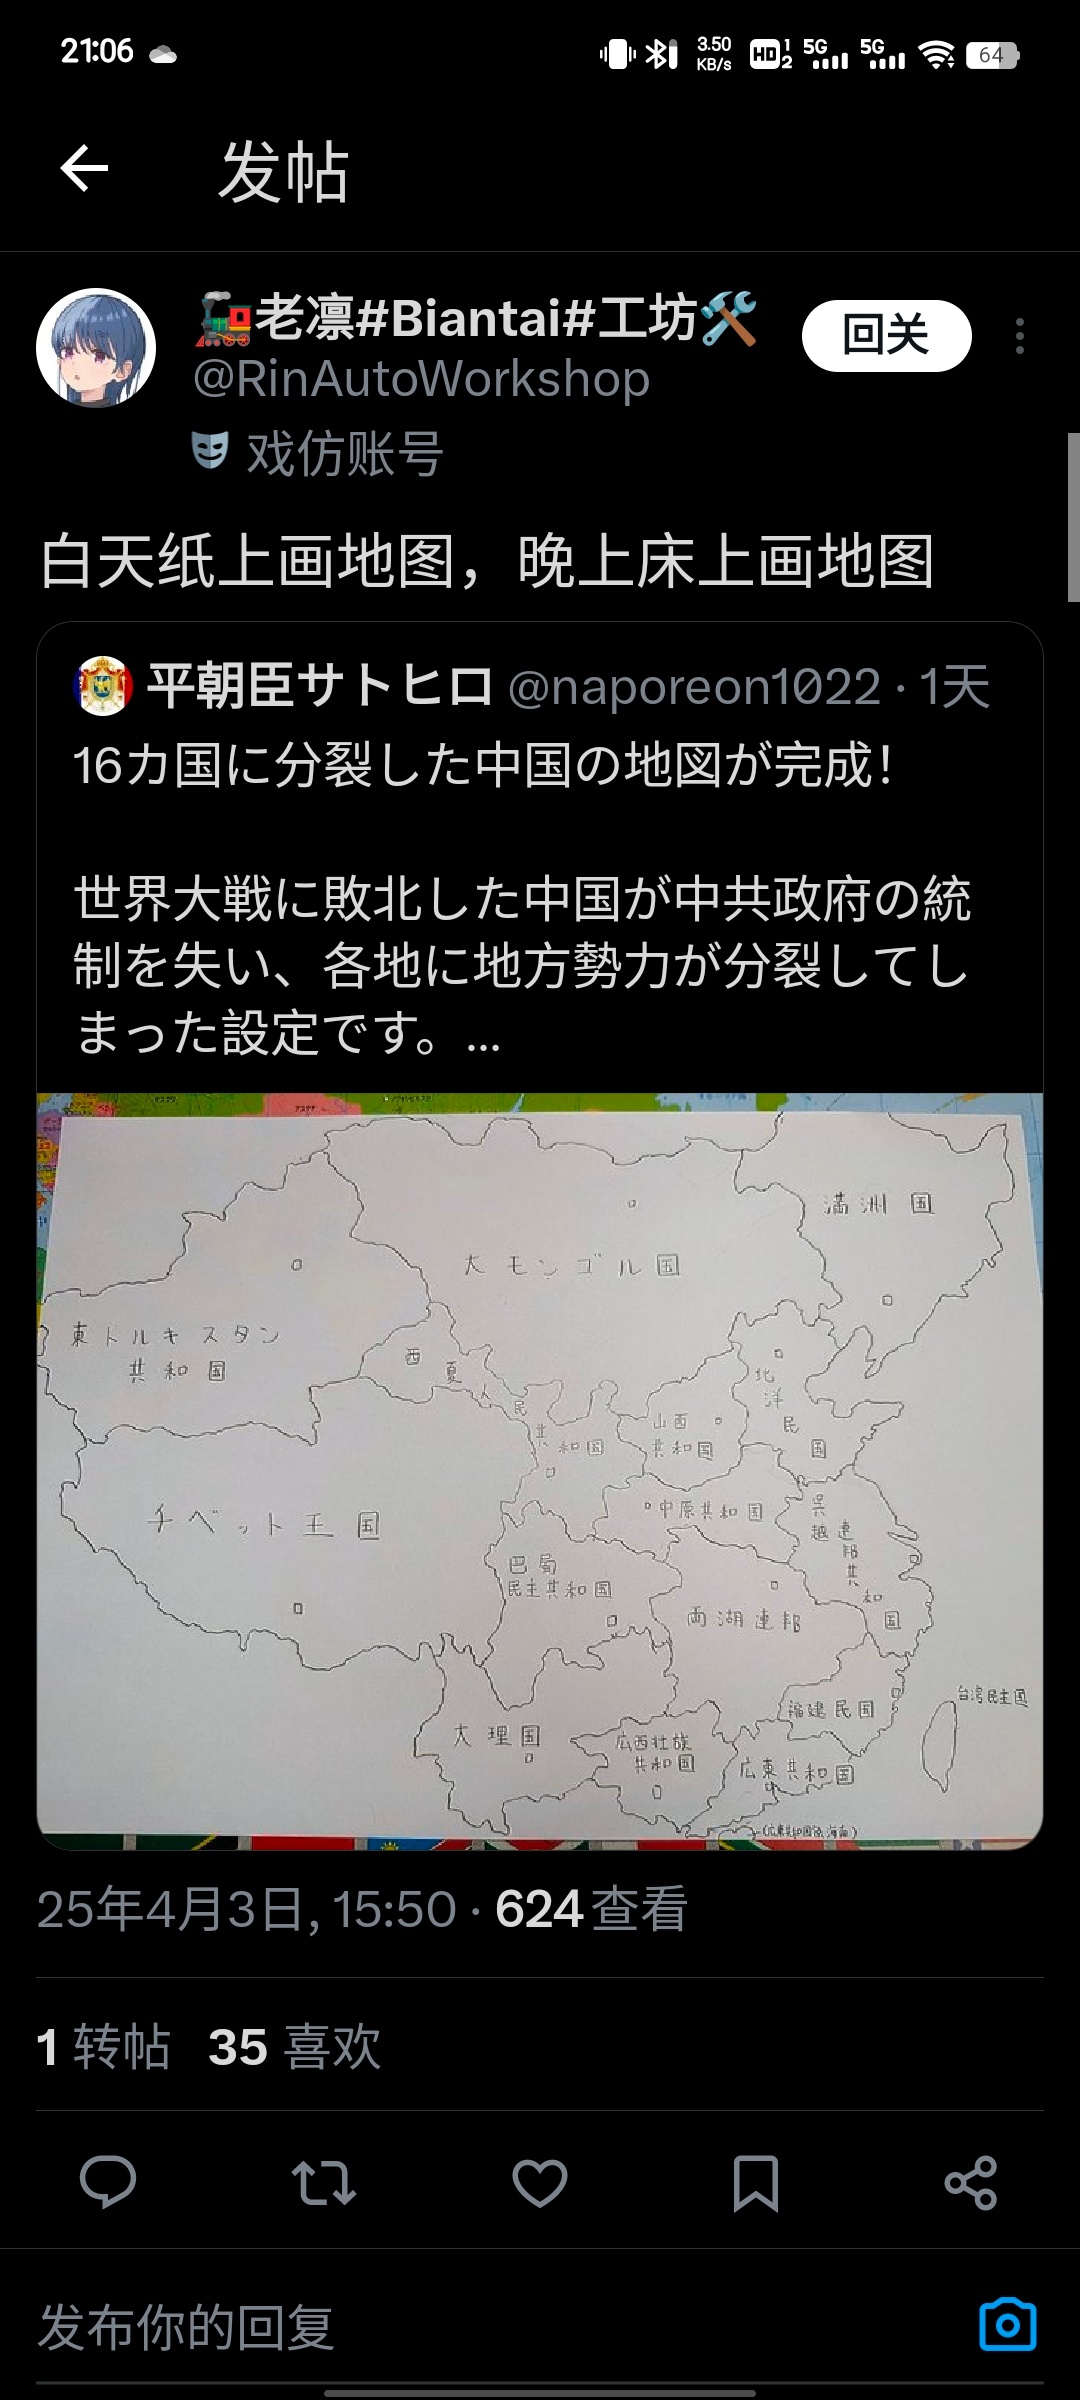 21:06
3.50
KB/s
HD 1 2
5G
5G
64
发帖
老凛#Biantai#工坊
回关
@RinAutoWorkshop
戏仿账号
白天纸上画地图，晚上床上画地图
平朝臣サトヒロ @naporeon1022 · 1天
16カ国に分裂した中国の地図が完成！
世界大戦に敗北した中国が中共政府の統
制を失い、各地に地方勢力が分裂してし
まった設定です。...
満洲国
大モンゴル国
東トルキスタン
共和国
西夏人民共和国
北洋民国
山西
共和国
チベット王国
中原共和国
呉越連邦共和国
巴蜀
民主共和国
両湖連邦
台湾民主国
福建民国
大理国
広西壮族
共和国
広東共和国
25年4月3日, 15:50 · 624 查看
1 转帖 35 喜欢
发布你的回复